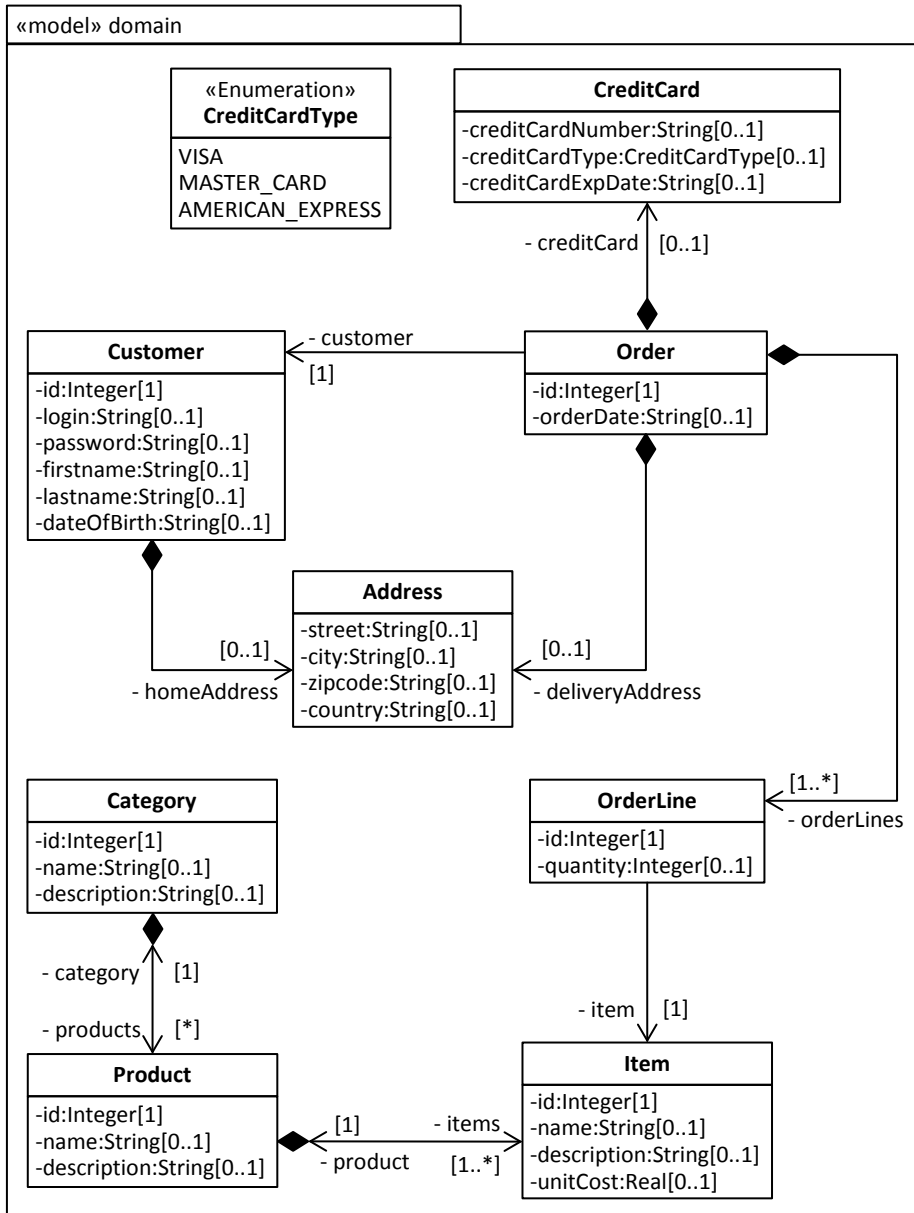 «model» domain
«Enumeration»
CreditCardType
VISA
MASTER_CARD
AMERICAN_EXPRESS
CreditCard
-creditCardNumber:String[0..1]
-creditCardType:CreditCardType[0..1]
-creditCardExpDate:String[0..1]
- creditCard [0..1]
Customer
-id:Integer[1]
-login:String[0..1]
-password:String[0..1]
-firstname:String[0..1]
-lastname:String[0..1]
-dateOfBirth:String[0..1]
- customer
[1]
Order
-id:Integer[1]
-orderDate:String[0..1]
Address
-street:String[0..1]
-city:String[0..1]
-zipcode:String[0..1]
-country:String[0..1]
[0..1]
- homeAddress
[0..1]
- deliveryAddress
Category
-id:Integer[1]
-name:String[0..1]
-description:String[0..1]
OrderLine
-id:Integer[1]
-quantity:Integer[0..1]
[1..*]
- orderLines
- category [1]
- products [*]
- item [1]
Product
-id:Integer[1]
-name:String[0..1]
-description:String[0..1]
[1] - items
- product [1..*]
Item
-id:Integer[1]
-name:String[0..1]
-description:String[0..1]
-unitCost:Real[0..1]